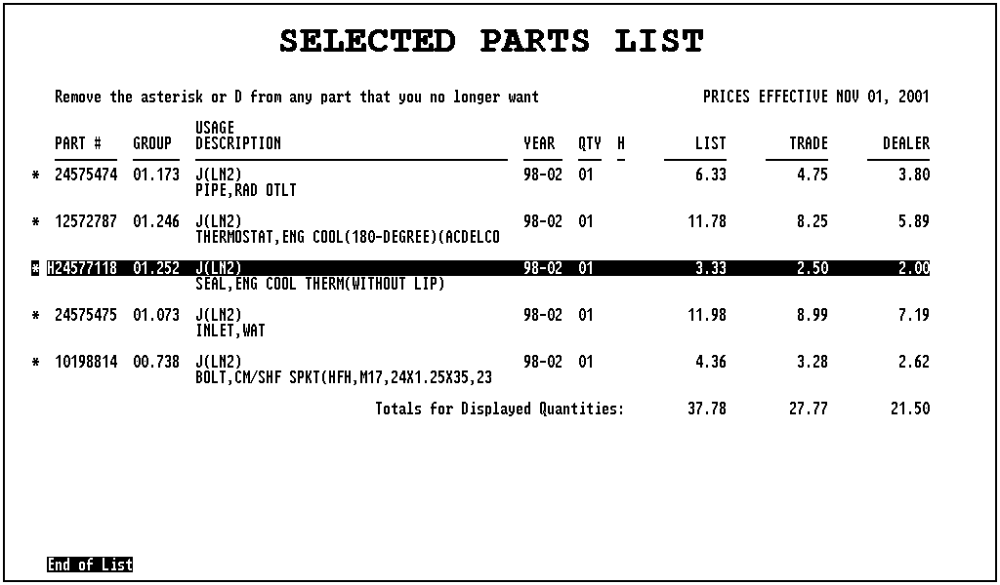 SELECTED PARTS LIST
Remove the asterisk or D from any part that you no longer want PRICES EFFECTIVE NOV 01, 2001
USAGE
PART # GROUP DESCRIPTION YEAR QTY H LIST TRADE DEALER
* 24575474 01.173 J(LN2) 98-02 01 6.33 4.75 3.80
PIPE,RAD OTLT
* 12572787 01.246 J(LN2) 98-02 01 11.78 8.25 5.89
THERMOSTAT,ENG COOL(180-DEGREE)(ACDELCO
* H24577118 01.252 J(LN2) 98-02 01 3.33 2.50 2.00
SEAL,ENG COOL THERM(WITHOUT LIP)
* 24575475 01.073 J(LN2) 98-02 01 11.98 8.99 7.19
INLET,WAT
* 10198814 00.738 J(LN2) 98-02 01 4.36 3.28 2.62
BOLT,CM/SHF SPKT(HFH,M17,24X1.25X35,23
Totals for Displayed Quantities: 37.78 27.77 21.50
End of List